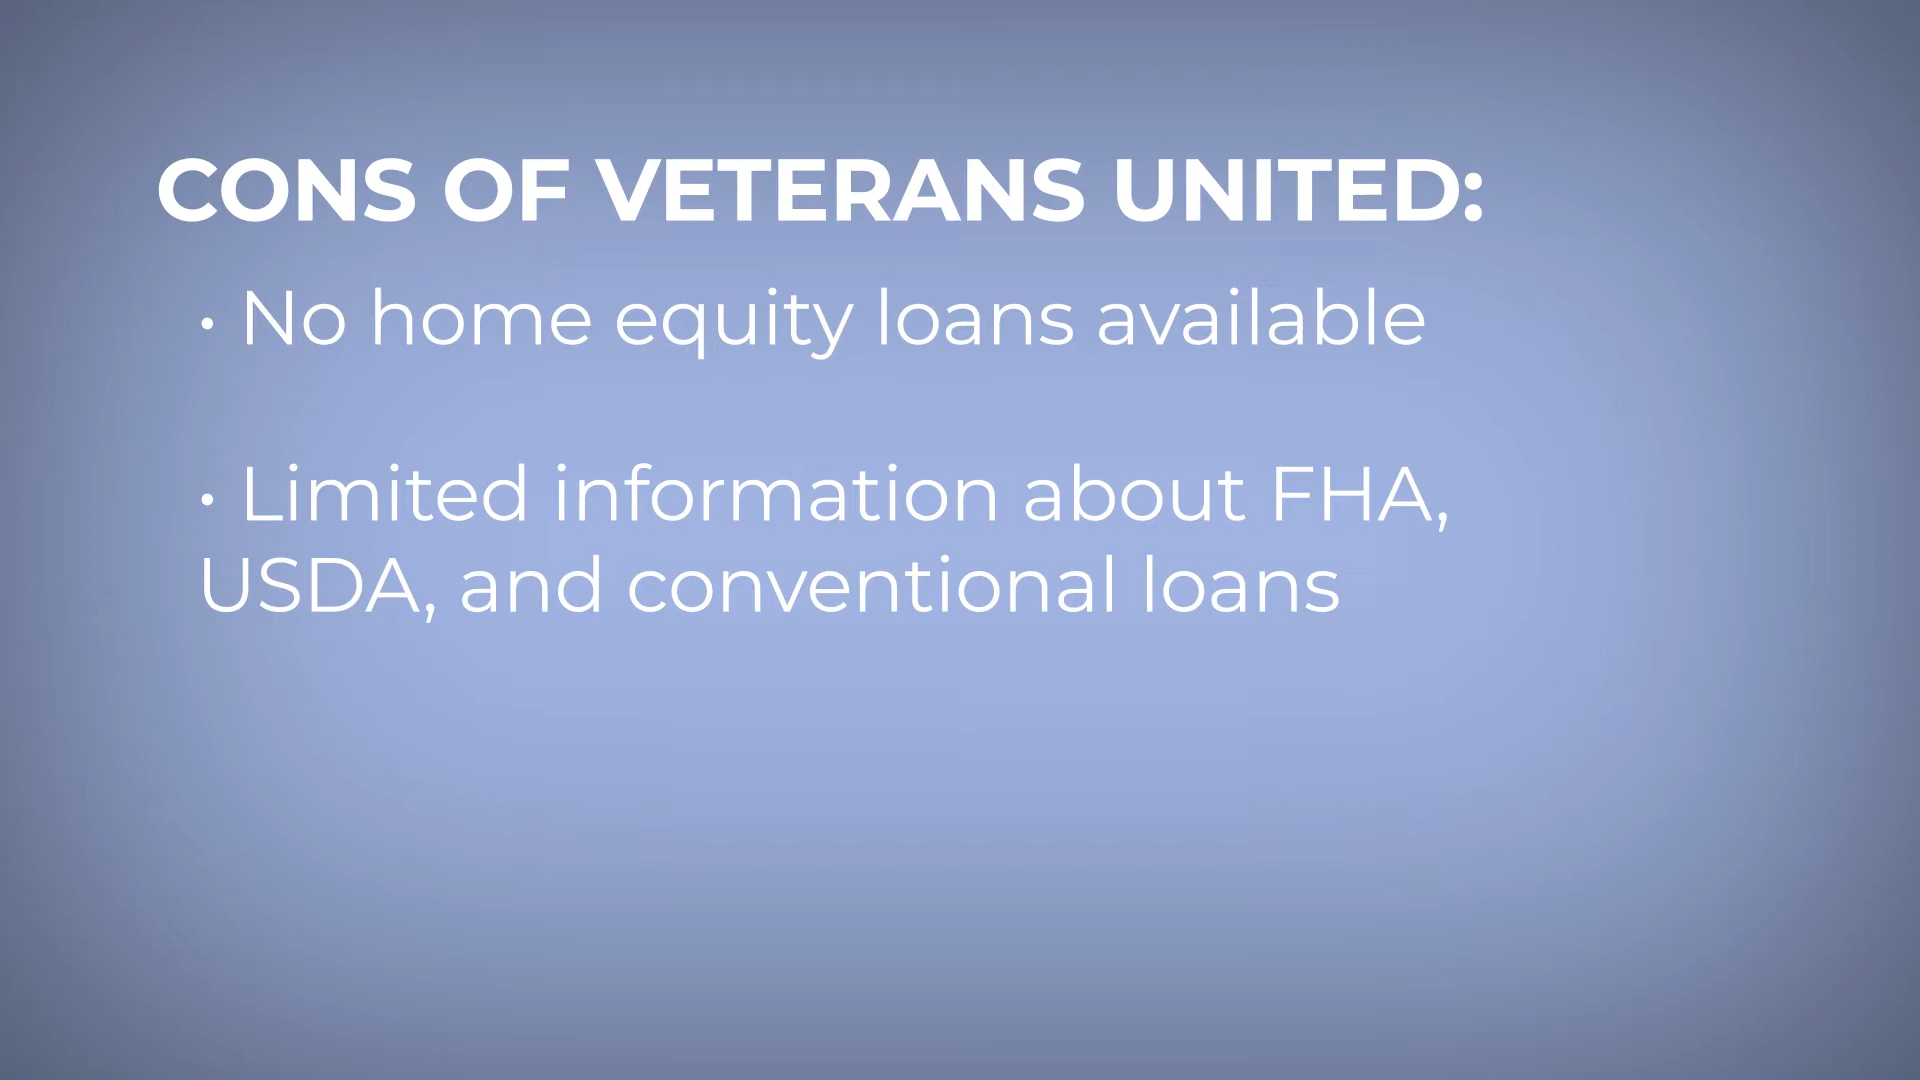 CONS OF VETERANS UNITED:
• No home equity loans available
• Limited information about FHA,
USDA, and conventional loans